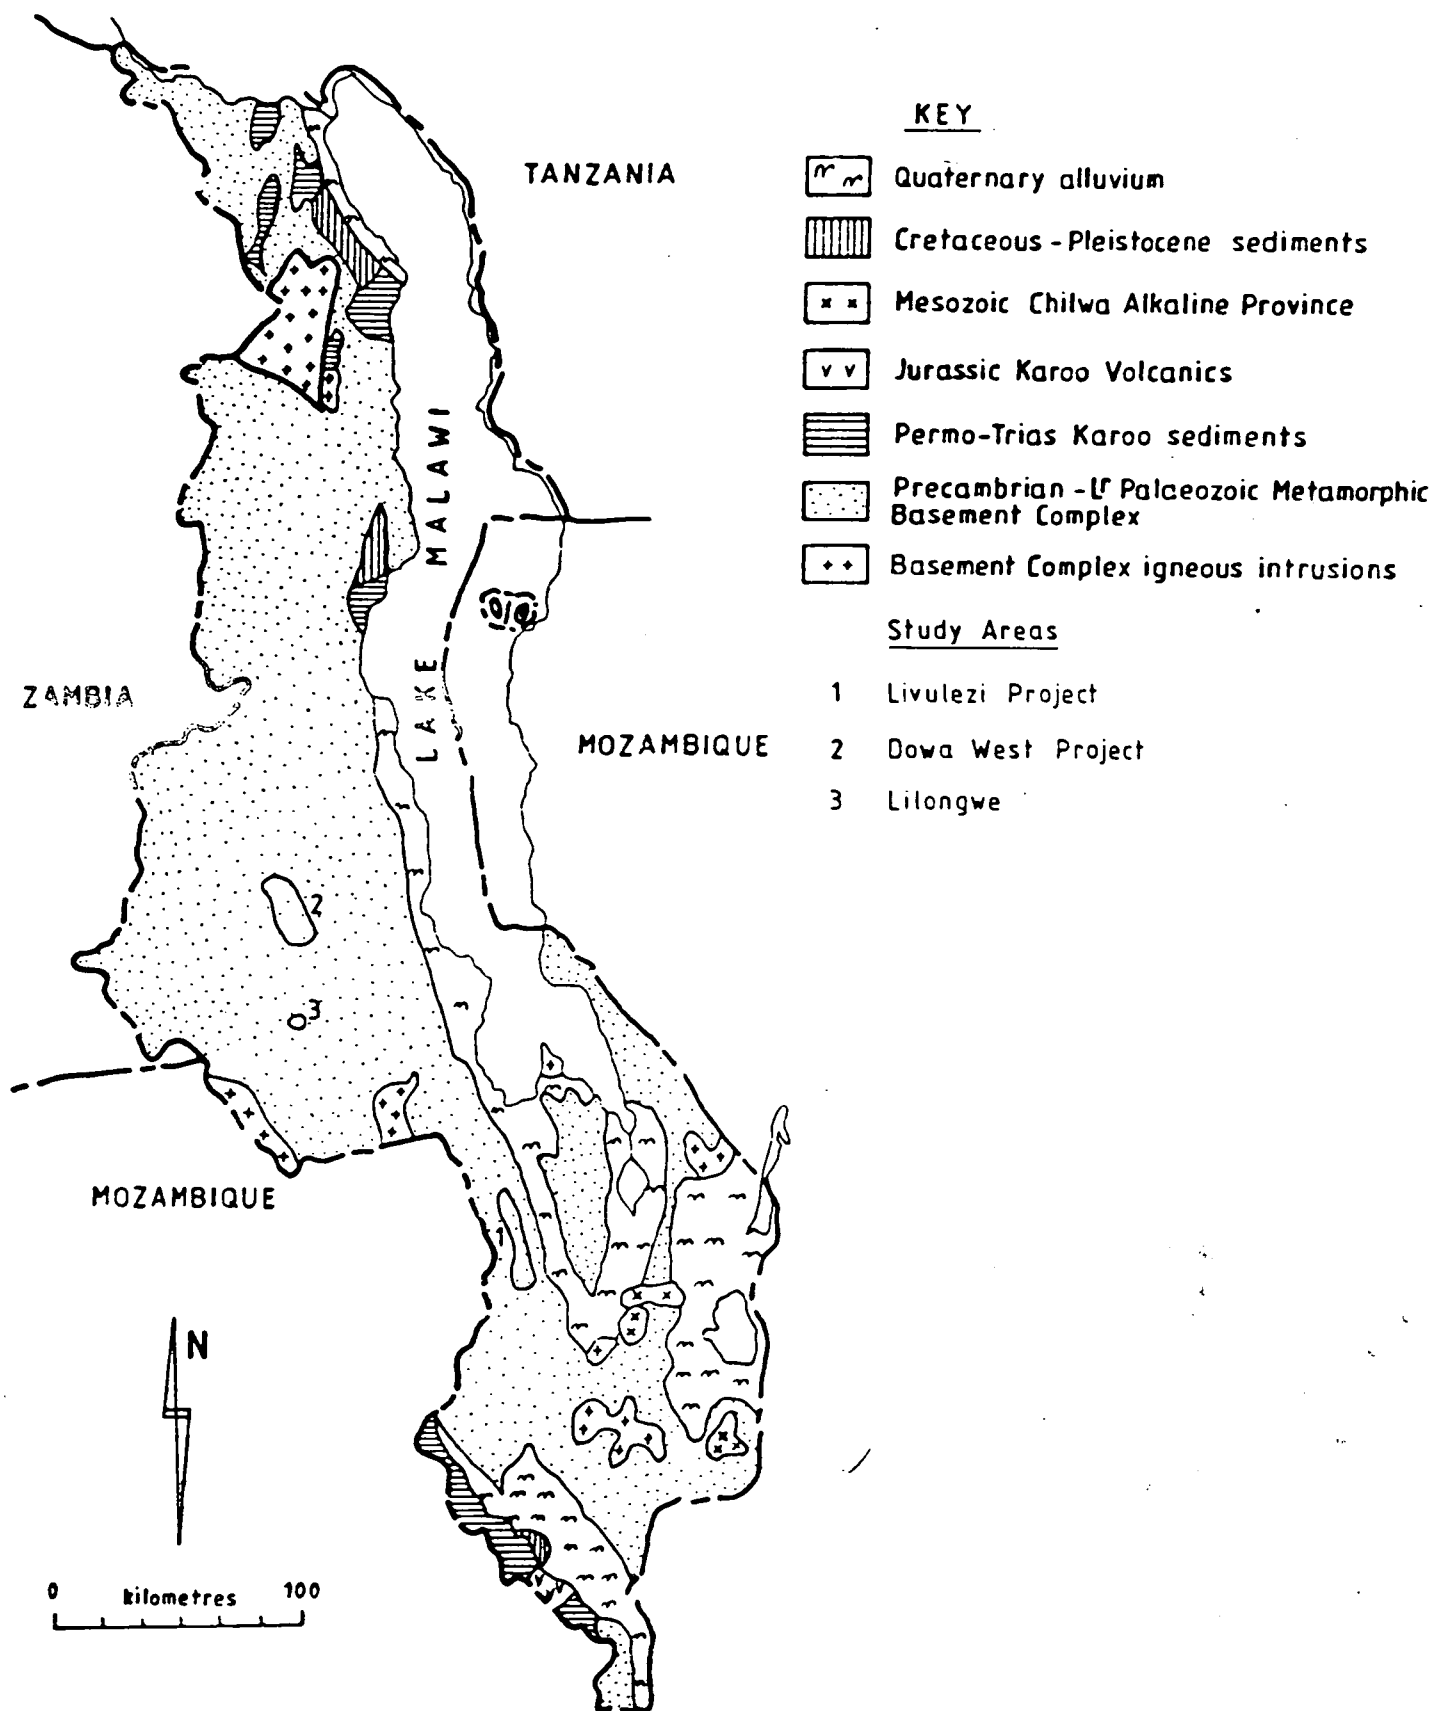 KEY
TANZANIA
Quaternary alluvium
Cretaceous - Pleistocene sediments
Mesozoic Chilwa Alkaline Province
Jurassic Karoo Volcanics
Permo-Trias Karoo sediments
Precambrian - Lr Palaeozoic Metamorphic
Basement Complex
Basement Complex igneous intrusions
Study Areas
1 Livulezi Project
2 Dowa West Project
3 Lilongwe
LAKE MALAWI
ZAMBIA
MOZAMBIQUE
2
3
MOZAMBIQUE
1
N
0 kilometres 100